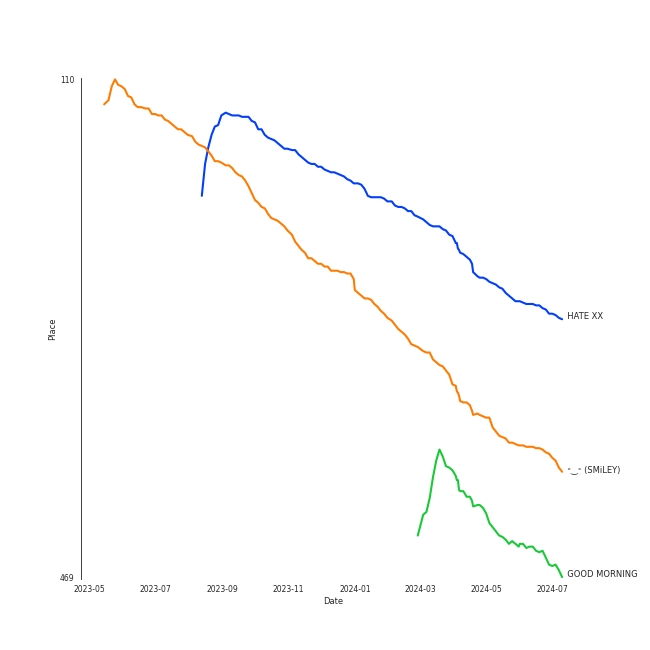 110
HATE XX
Place
ᵔ‿ᵔ (SMiLEY)
GOOD MORNING
469
2023-05 2023-07 2023-09 2023-11 2024-01 2024-03 2024-05 2024-07
Date